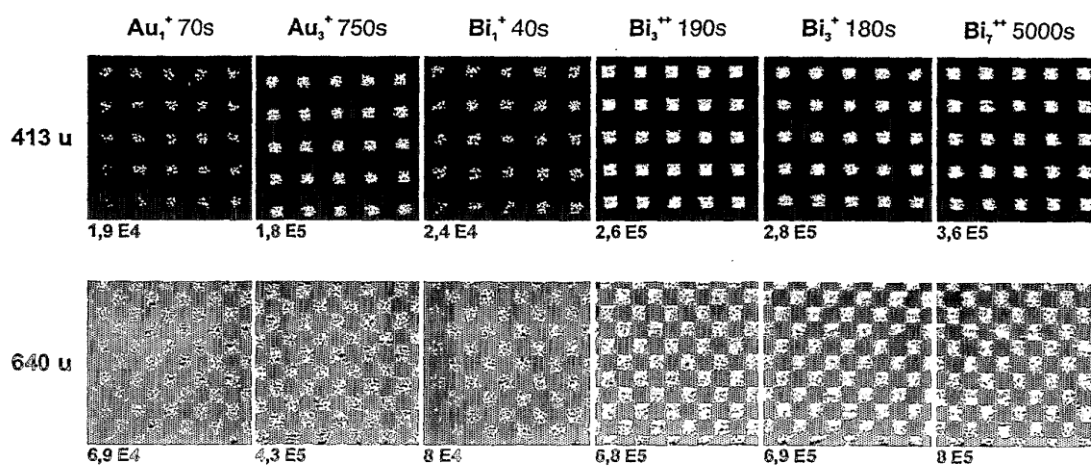 Au₁⁺ 70s Au₃⁺ 750s Bi₁⁺ 40s Bi₃⁺⁺ 190s Bi₃⁺ 180s Bi₇⁺⁺ 5000s
413 u
1,9 E4 1,8 E5 2,4 E4 2,6 E5 2,8 E5 3,6 E5
640 u
6,9 E4 4,3 E5 8 E4 6,8 E5 6,9 E5 8 E5